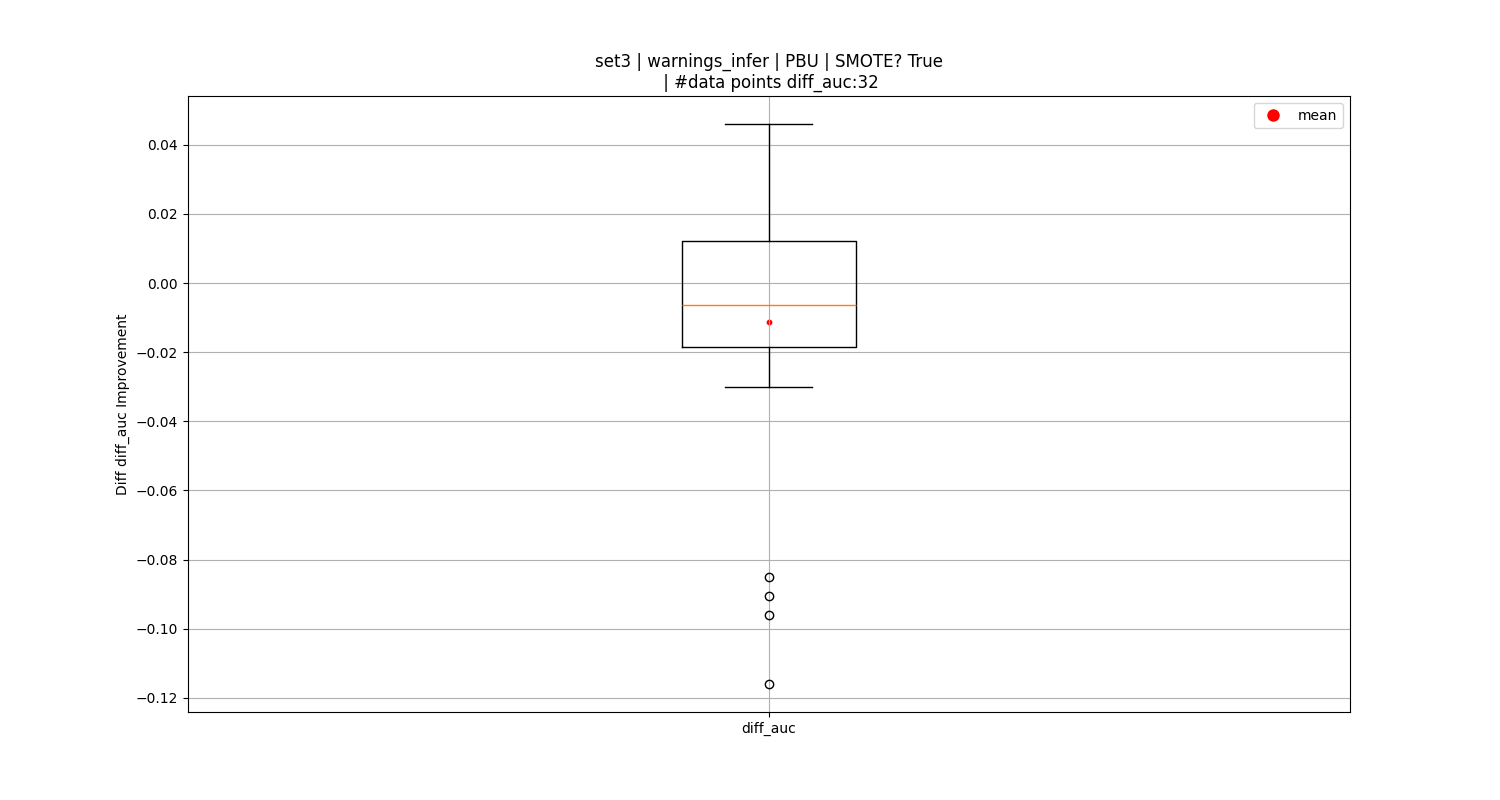 set3 | warnings_infer | PBU | SMOTE? True
| #data points diff_auc:32
mean
Diff diff_auc Improvement
0.04
0.02
0.00
−0.02
−0.04
−0.06
−0.08
−0.10
−0.12
diff_auc